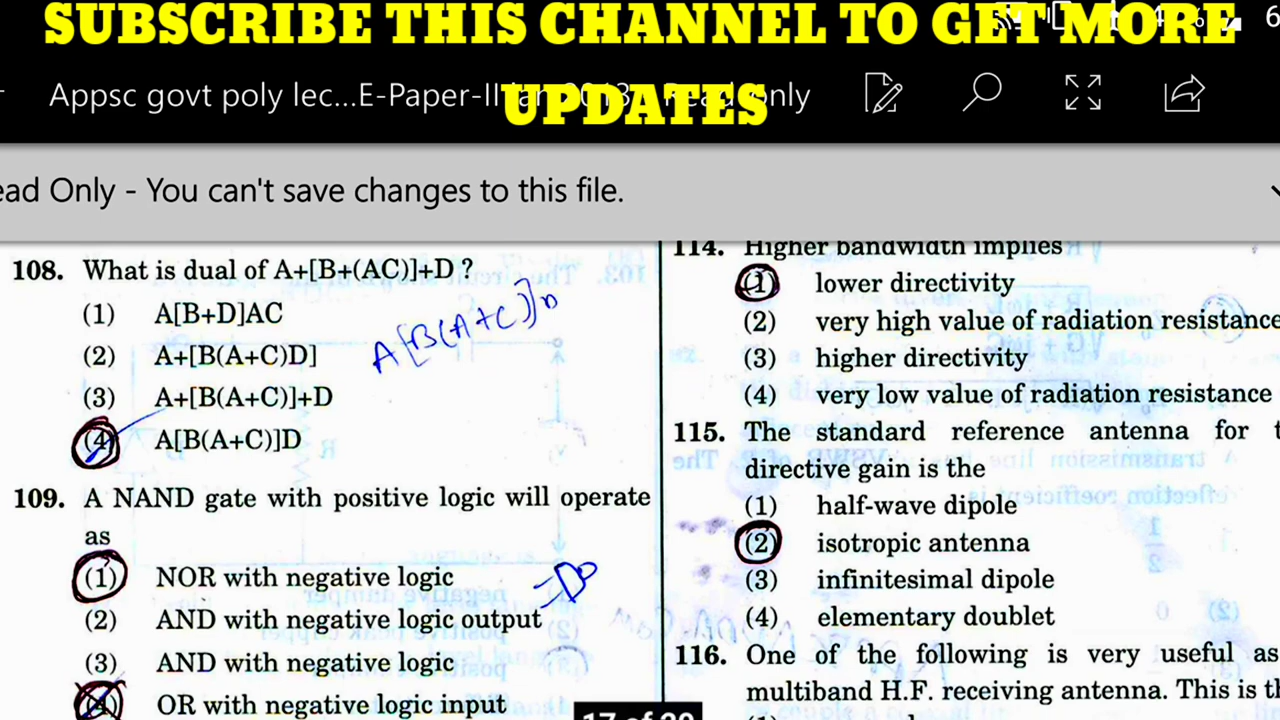 SUBSCRIBE THIS CHANNEL TO GET MORE
UPDATES
Appsc govt poly lec...E-Paper-II Read Only
ead Only - You can't save changes to this file.
108. What is dual of A+[B+(AC)]+D ?
(1) A[B+D]AC
(2) A+[B(A+C)D]
(3) A+[B(A+C)]+D
(4) A[B(A+C)]D
A[B(A+C)]D
109. A NAND gate with positive logic will operate
as
(1) NOR with negative logic
(2) AND with negative logic output
(3) AND with negative logic
(4) OR with negative logic input
114. Higher bandwidth implies
(1) lower directivity
(2) very high value of radiation resistance
(3) higher directivity
(4) very low value of radiation resistance
115. The standard reference antenna for t
directive gain is the
(1) half-wave dipole
(2) isotropic antenna
(3) infinitesimal dipole
(4) elementary doublet
116. One of the following is very useful as
multiband H.F. receiving antenna. This is th
17 of 20